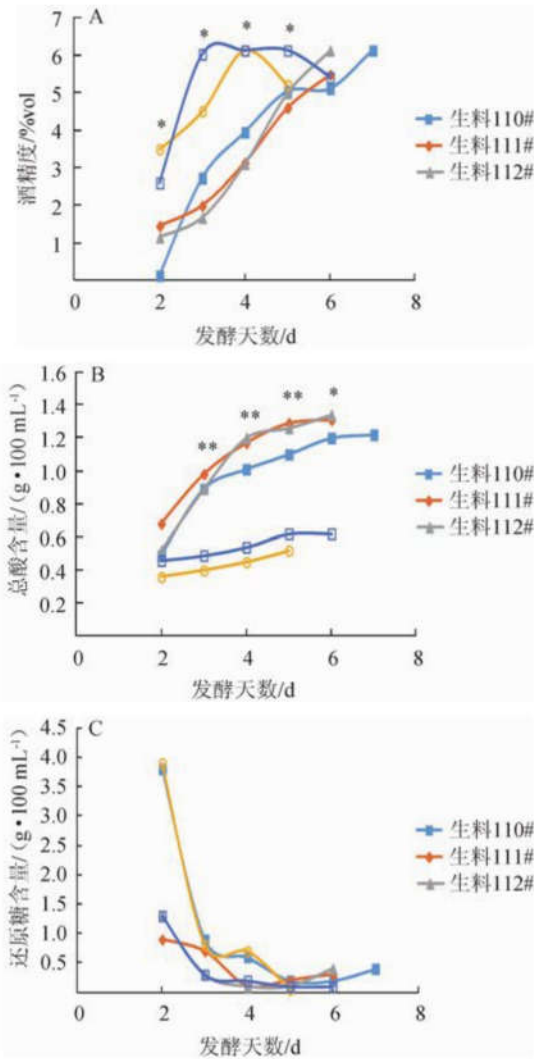 A
7
6
5
4
3
2
1
0 2 4 6 8
酒精度/%vol
发酵天数/d
* * * *
生料110#
生料111#
生料112#
B
1.6
1.4
1.2
1.0
0.8
0.6
0.4
0.2
0 2 4 6 8
总酸含量/(g•100 mL⁻¹)
发酵天数/d
** ** ** *
生料110#
生料111#
生料112#
C
4.5
4.0
3.5
3.0
2.5
2.0
1.5
1.0
0.5
0 2 4 6 8
还原糖含量/(g•100 mL⁻¹)
发酵天数/d
生料110#
生料111#
生料112#